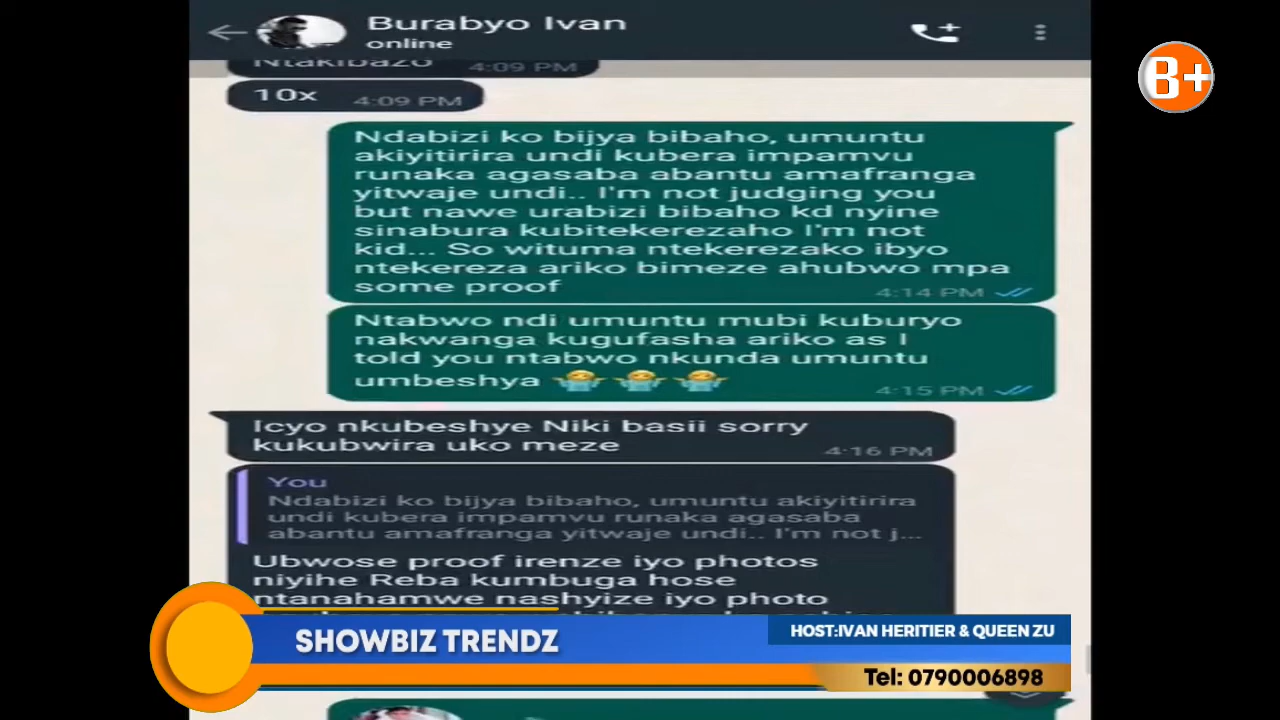 Burabyo Ivan
online
Ntakibazo 4:09 PM
10x 4:09 PM
Ndabizi ko bijya bibaho, umuntu
akiyitirira undi kubera impamvu
runaka agasaba abantu amafranga
yitwaje undi.. I'm not judging you
but nawe urabizi bibaho kd nyine
sinabura kubitekerezaho I'm not
kid... So wituma ntekerezako ibyo
ntekereza ariko bimeze ahubwo mpa
some proof
4:14 PM
Ntabwo ndi umuntu mubi kuburyo
nakwanga kugufasha ariko as I
told you ntabwo nkunda umuntu
umbeshya 🤷🤷🤷
4:15 PM
Icyo nkubeshye Niki basii sorry
kukubwira uko meze
4:16 PM
You
Ndabizi ko bijya bibaho, umuntu akiyitirira
undi kubera impamvu runaka agasaba
abantu amafranga yitwaje undi.. I'm not j...
Ubwose proof irenze iyo photos
niyihe Reba kumbuga hose
ntanahamwe nashyize iyo photo
B+
SHOWBIZ TRENDZ
HOST:IVAN HERITIER & QUEEN ZU
Tel: 0790006898